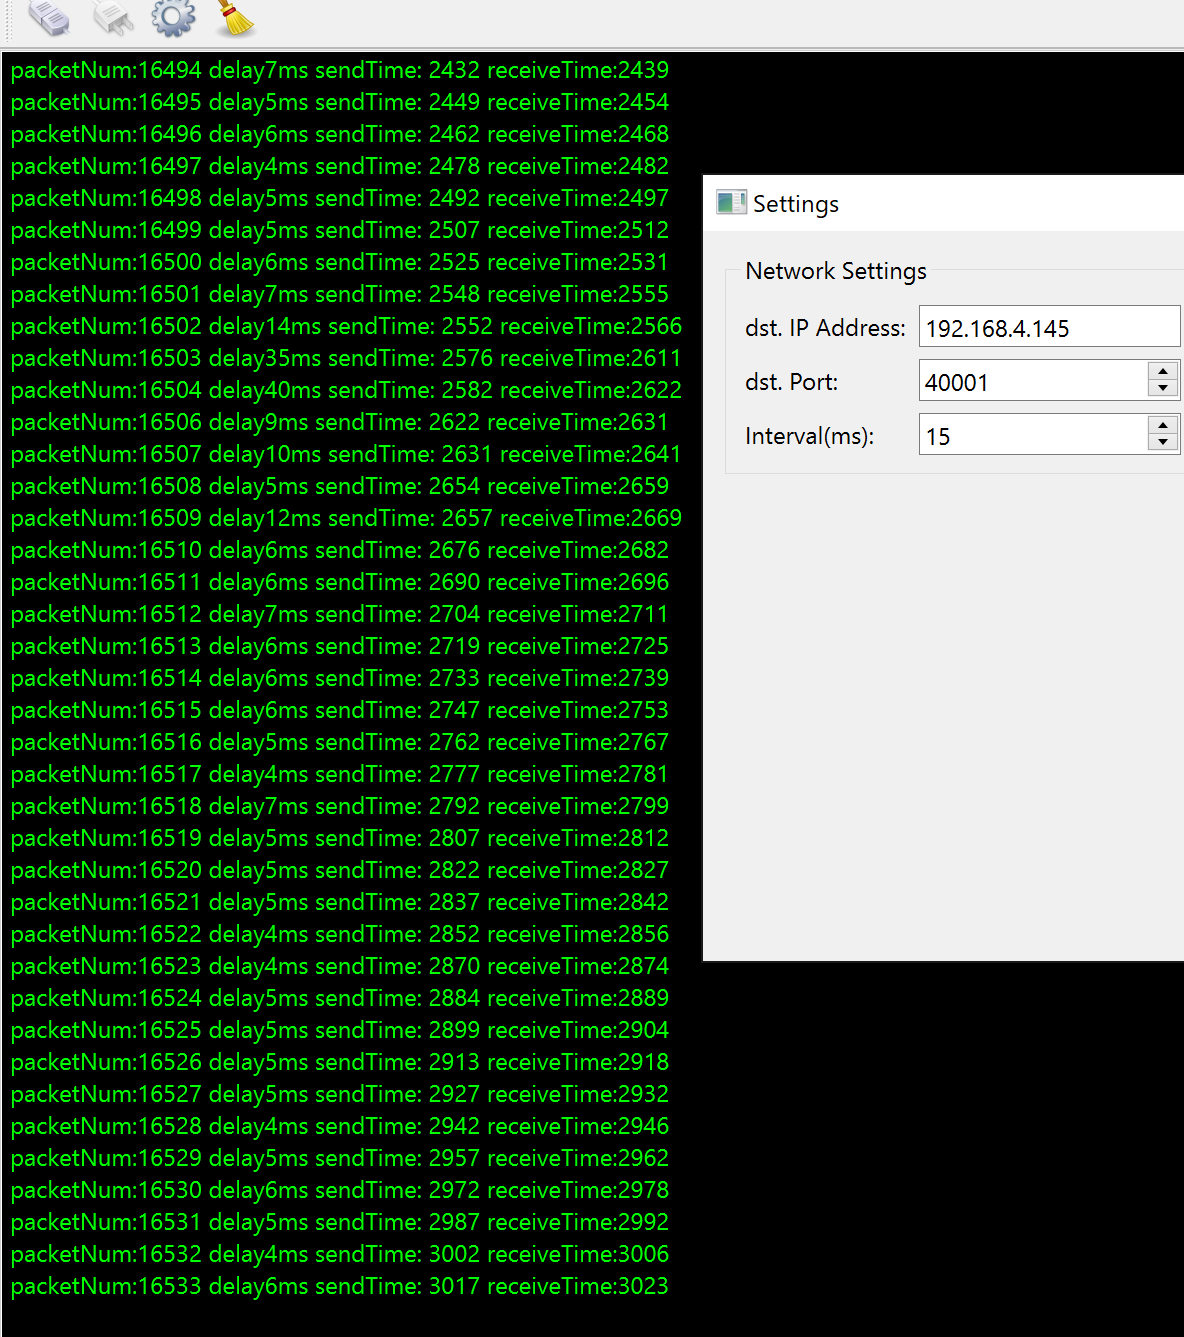 packetNum:16494 delay7ms sendTime: 2432 receiveTime:2439
packetNum:16495 delay5ms sendTime: 2449 receiveTime:2454
packetNum:16496 delay6ms sendTime: 2462 receiveTime:2468
packetNum:16497 delay4ms sendTime: 2478 receiveTime:2482
packetNum:16498 delay5ms sendTime: 2492 receiveTime:2497
packetNum:16499 delay5ms sendTime: 2507 receiveTime:2512
packetNum:16500 delay6ms sendTime: 2525 receiveTime:2531
packetNum:16501 delay7ms sendTime: 2548 receiveTime:2555
packetNum:16502 delay14ms sendTime: 2552 receiveTime:2566
packetNum:16503 delay35ms sendTime: 2576 receiveTime:2611
packetNum:16504 delay40ms sendTime: 2582 receiveTime:2622
packetNum:16506 delay9ms sendTime: 2622 receiveTime:2631
packetNum:16507 delay10ms sendTime: 2631 receiveTime:2641
packetNum:16508 delay5ms sendTime: 2654 receiveTime:2659
packetNum:16509 delay12ms sendTime: 2657 receiveTime:2669
packetNum:16510 delay6ms sendTime: 2676 receiveTime:2682
packetNum:16511 delay6ms sendTime: 2690 receiveTime:2696
packetNum:16512 delay7ms sendTime: 2704 receiveTime:2711
packetNum:16513 delay6ms sendTime: 2719 receiveTime:2725
packetNum:16514 delay6ms sendTime: 2733 receiveTime:2739
packetNum:16515 delay6ms sendTime: 2747 receiveTime:2753
packetNum:16516 delay5ms sendTime: 2762 receiveTime:2767
packetNum:16517 delay4ms sendTime: 2777 receiveTime:2781
packetNum:16518 delay7ms sendTime: 2792 receiveTime:2799
packetNum:16519 delay5ms sendTime: 2807 receiveTime:2812
packetNum:16520 delay5ms sendTime: 2822 receiveTime:2827
packetNum:16521 delay5ms sendTime: 2837 receiveTime:2842
packetNum:16522 delay4ms sendTime: 2852 receiveTime:2856
packetNum:16523 delay4ms sendTime: 2870 receiveTime:2874
packetNum:16524 delay5ms sendTime: 2884 receiveTime:2889
packetNum:16525 delay5ms sendTime: 2899 receiveTime:2904
packetNum:16526 delay5ms sendTime: 2913 receiveTime:2918
packetNum:16527 delay5ms sendTime: 2927 receiveTime:2932
packetNum:16528 delay4ms sendTime: 2942 receiveTime:2946
packetNum:16529 delay5ms sendTime: 2957 receiveTime:2962
packetNum:16530 delay6ms sendTime: 2972 receiveTime:2978
packetNum:16531 delay5ms sendTime: 2987 receiveTime:2992
packetNum:16532 delay4ms sendTime: 3002 receiveTime:3006
packetNum:16533 delay6ms sendTime: 3017 receiveTime:3023
Settings
Network Settings
dst. IP Address: 192.168.4.145
dst. Port: 40001
Interval(ms): 15